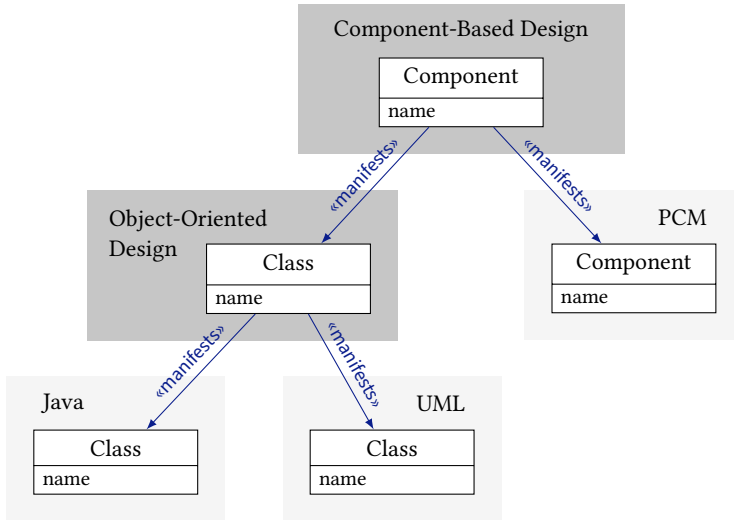 Component-Based Design
Component
name
«manifests»
«manifests»
Object-Oriented
Design
Class
name
PCM
Component
name
«manifests»
«manifests»
Java
Class
name
UML
Class
name